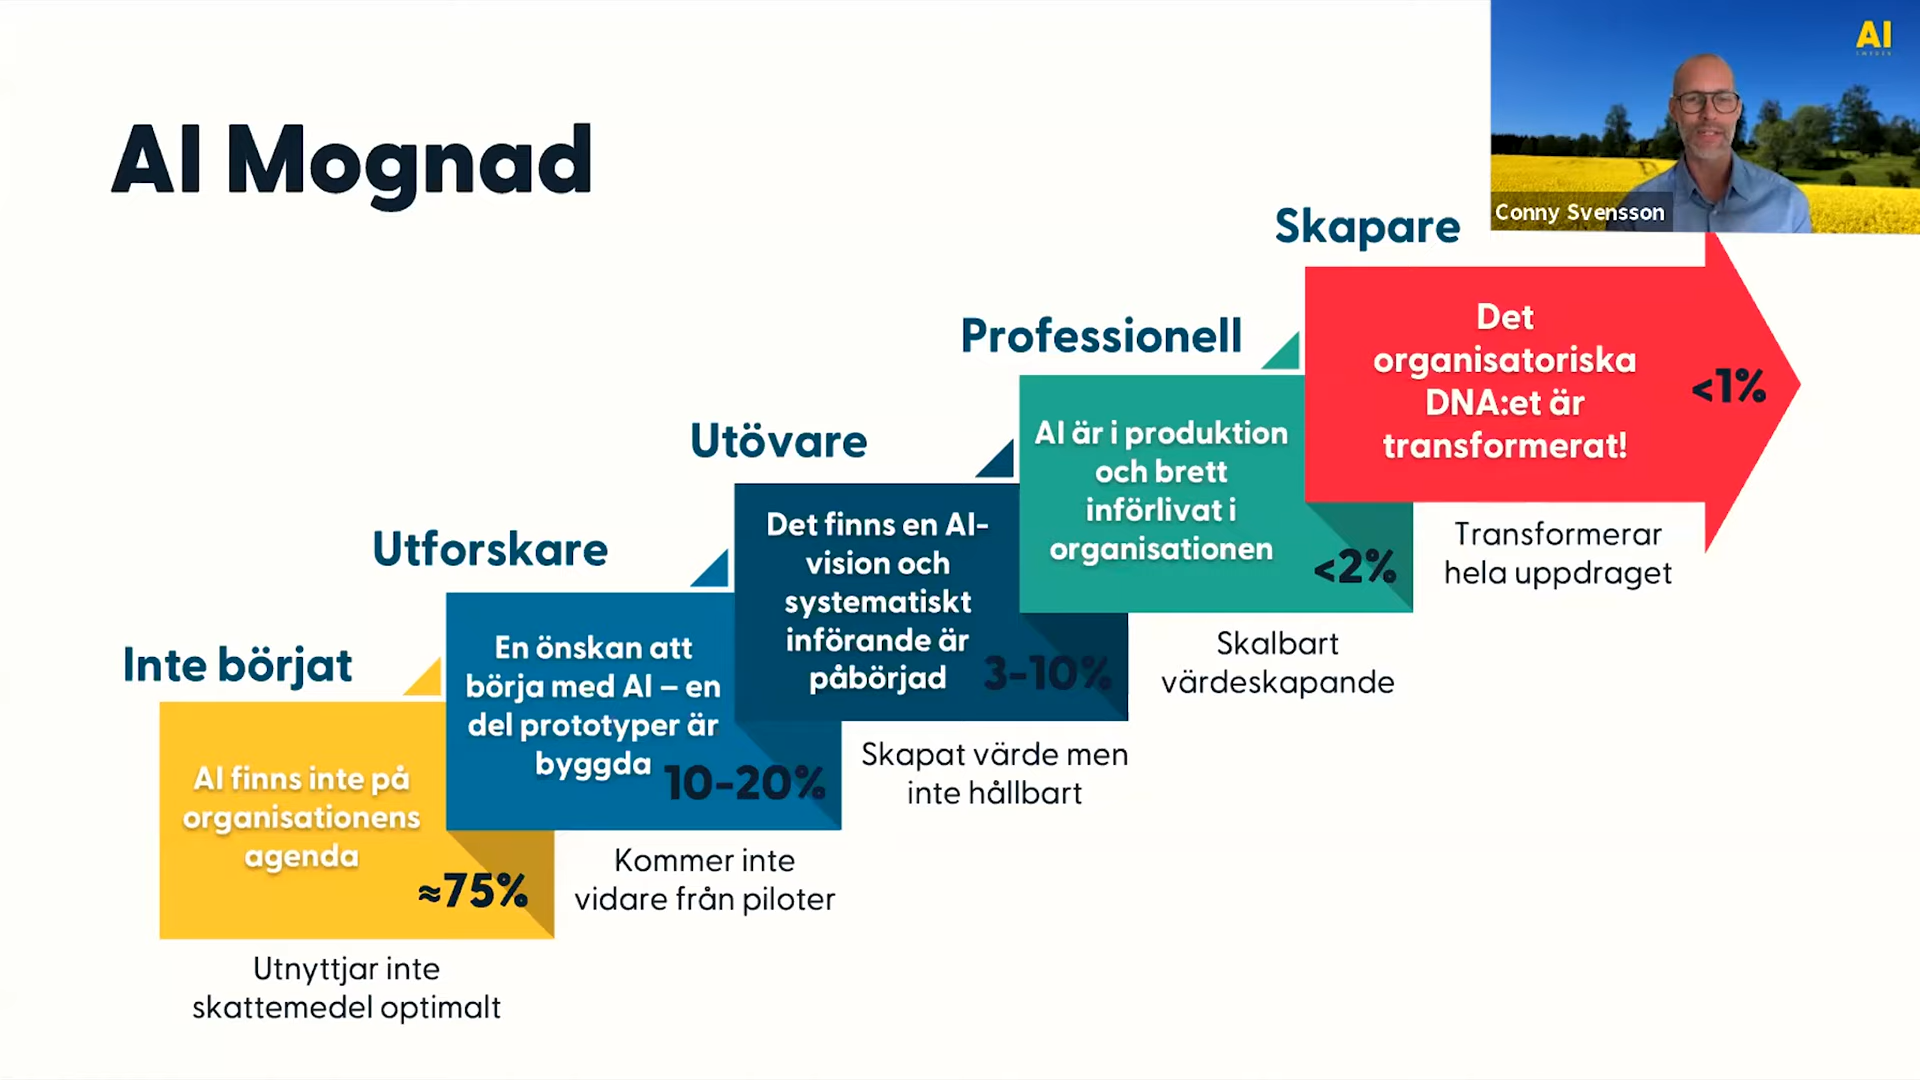 AI
Conny Svensson
AI Mognad
Skapare
Det
organisatoriska
DNA:et är
transformerat!
<1%
Transformerar
hela uppdraget
Professionell
AI är i produktion
och brett
införlivat i
organisationen
<2%
Skalbart
värdeskapande
Utövare
Det finns en AI-
vision och
systematiskt
införande är
påbörjad
3-10%
Skapat värde men
inte hållbart
Utforskare
En önskan att
börja med AI – en
del prototyper är
byggda
10-20%
Kommer inte
vidare från piloter
Inte börjat
AI finns inte på
organisationens
agenda
≈75%
Utnyttjar inte
skattemedel optimalt